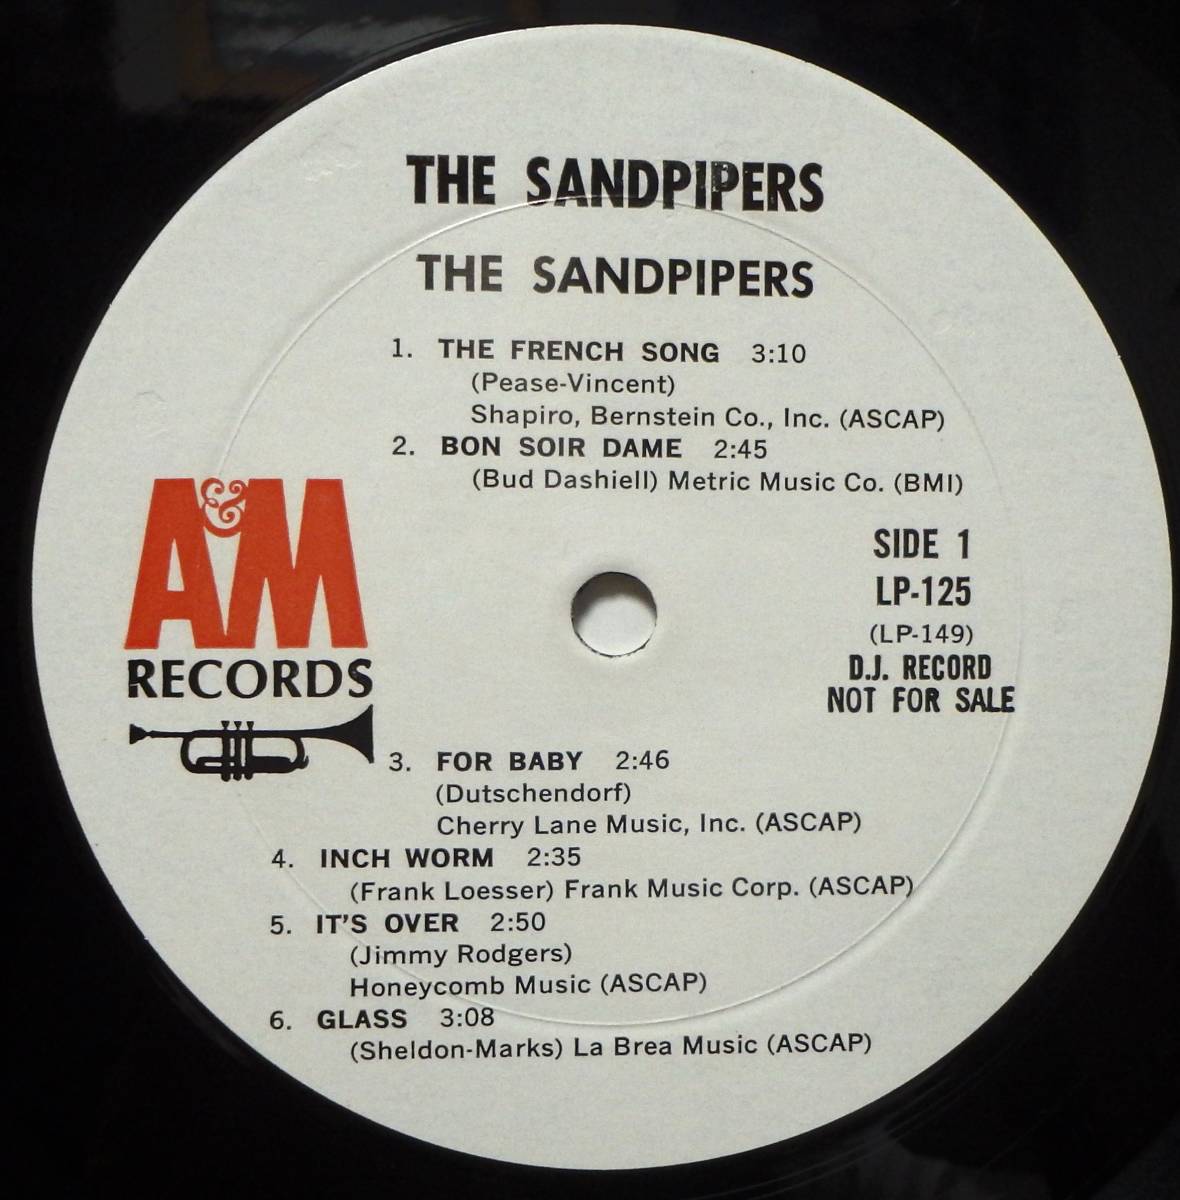 THE SANDPIPERS
THE SANDPIPERS
1. THE FRENCH SONG 3:10
(Pease-Vincent)
Shapiro, Bernstein Co., Inc. (ASCAP)
2. BON SOIR DAME 2:45
(Bud Dashiell) Metric Music Co. (BMI)
A&M
RECORDS
SIDE 1
LP-125
(LP-149)
D.J. RECORD
NOT FOR SALE
3. FOR BABY 2:46
(Dutschendorf)
Cherry Lane Music, Inc. (ASCAP)
4. INCH WORM 2:35
(Frank Loesser) Frank Music Corp. (ASCAP)
5. IT'S OVER 2:50
(Jimmy Rodgers)
Honeycomb Music (ASCAP)
6. GLASS 3:08
(Sheldon-Marks) La Brea Music (ASCAP)